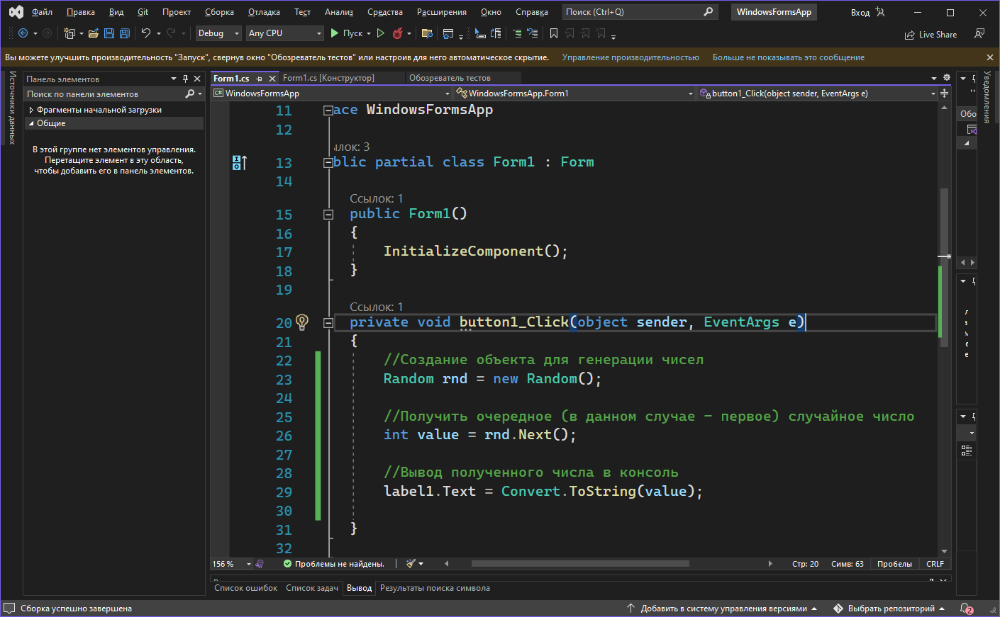 Файл Правка Вид Git Проект Сборка Отладка Тест Анализ Средства Расширения Окно Справка Поиск (Ctrl+Q) WindowsFormsApp Вход
Debug Any CPU Пуск Live Share
Вы можете улучшить производительность "Запуск", свернув окно "Обозреватель тестов" или настроив для него автоматическое скрытие. Управление производительностью Больше не показывать это сообщение
Источники данных
Панель элементов
Поиск по панели элементов
Фрагменты начальной загрузки
Общие
В этой группе нет элементов управления.
Перетащите элемент в эту область,
чтобы добавить его в панель элементов.
Form1.cs Form1.cs [Конструктор] Обозреватель тестов
C# WindowsFormsApp WindowsFormsApp.Form1 button1_Click(object sender, EventArgs e)
11 ace WindowsFormsApp
12
лок: 3
13 blic partial class Form1 : Form
14
Ссылок: 1
15 public Form1()
16 {
17 InitializeComponent();
18 }
19
Ссылок: 1
20 private void button1_Click(object sender, EventArgs e)
21 {
22 //Создание объекта для генерации чисел
23 Random rnd = new Random();
24
25 //Получить очередное (в данном случае - первое) случайное число
26 int value = rnd.Next();
27
28 //Вывод полученного числа в консоль
29 label1.Text = Convert.ToString(value);
30
31 }
32
156 % Проблемы не найдены. Стр: 20 Симв: 63 Пробелы CRLF
Список ошибок Список задач Вывод Результаты поиска символа
Уведомления
Обо
Сборка успешно завершена Добавить в систему управления версиями Выбрать репозиторий 2